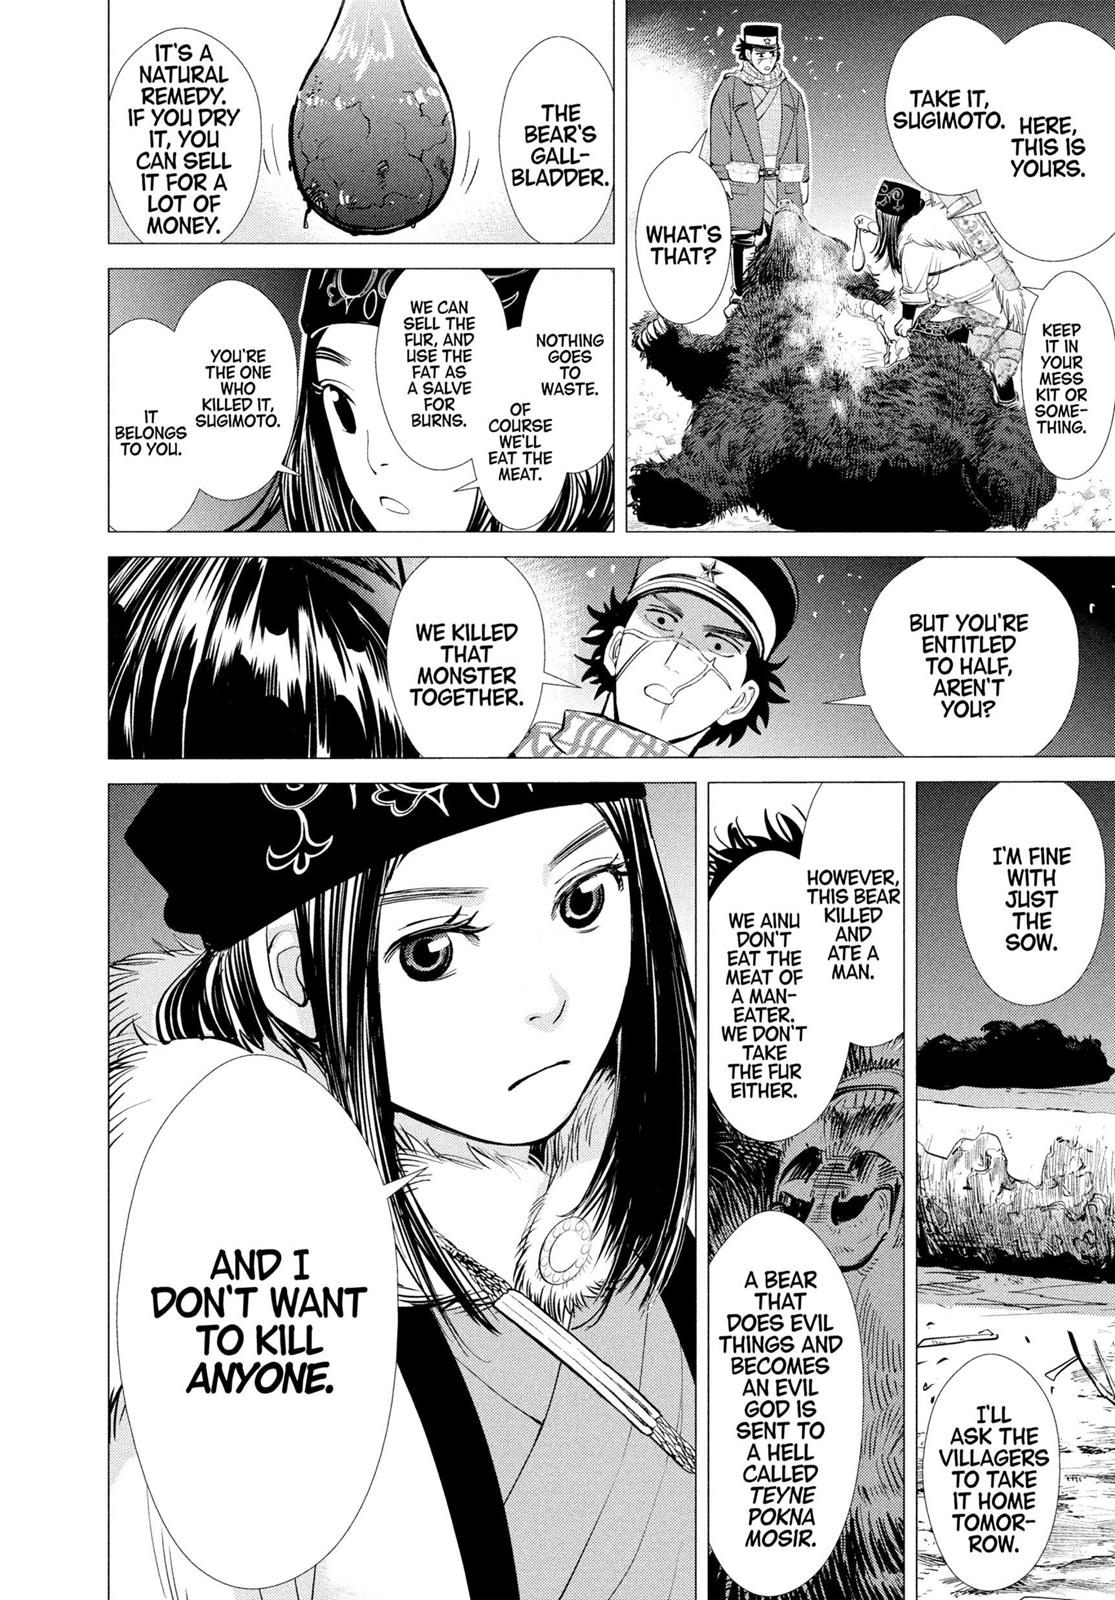 HERE,
THIS IS
YOURS.
TAKE IT,
SUGIMOTO.
WHAT'S
THAT?
KEEP
IT IN
YOUR
MESS
KIT OR
SOME-
THING.
THE
BEAR'S
GALL-
BLADDER.
IT'S A
NATURAL
REMEDY.
IF YOU DRY
IT, YOU
CAN SELL
IT FOR A
LOT OF
MONEY.
NOTHING
GOES
TO
WASTE.
OF
COURSE
WE'LL
EAT THE
MEAT.
WE CAN
SELL THE
FUR, AND
USE THE
FAT AS
A SALVE
FOR
BURNS.
YOU'RE
THE ONE
WHO
KILLED IT,
SUGIMOTO.
IT
BELONGS
TO YOU.
BUT YOU'RE
ENTITLED
TO HALF,
AREN'T
YOU?
WE KILLED
THAT
MONSTER
TOGETHER.
I'M FINE
WITH
JUST
THE
SOW.
I'LL
ASK THE
VILLAGERS
TO TAKE
IT HOME
TOMOR-
ROW.
HOWEVER,
THIS BEAR
KILLED
AND
ATE A
MAN.
WE AINU
DON'T
EAT THE
MEAT OF
A MAN-
EATER.
WE DON'T
TAKE
THE FUR
EITHER.
A BEAR
THAT
DOES EVIL
THINGS AND
BECOMES
AN EVIL
GOD IS
SENT TO
A HELL
CALLED
TEYNE
POKNA
MOSIR.
AND I
DON'T WANT
TO KILL
ANYONE.